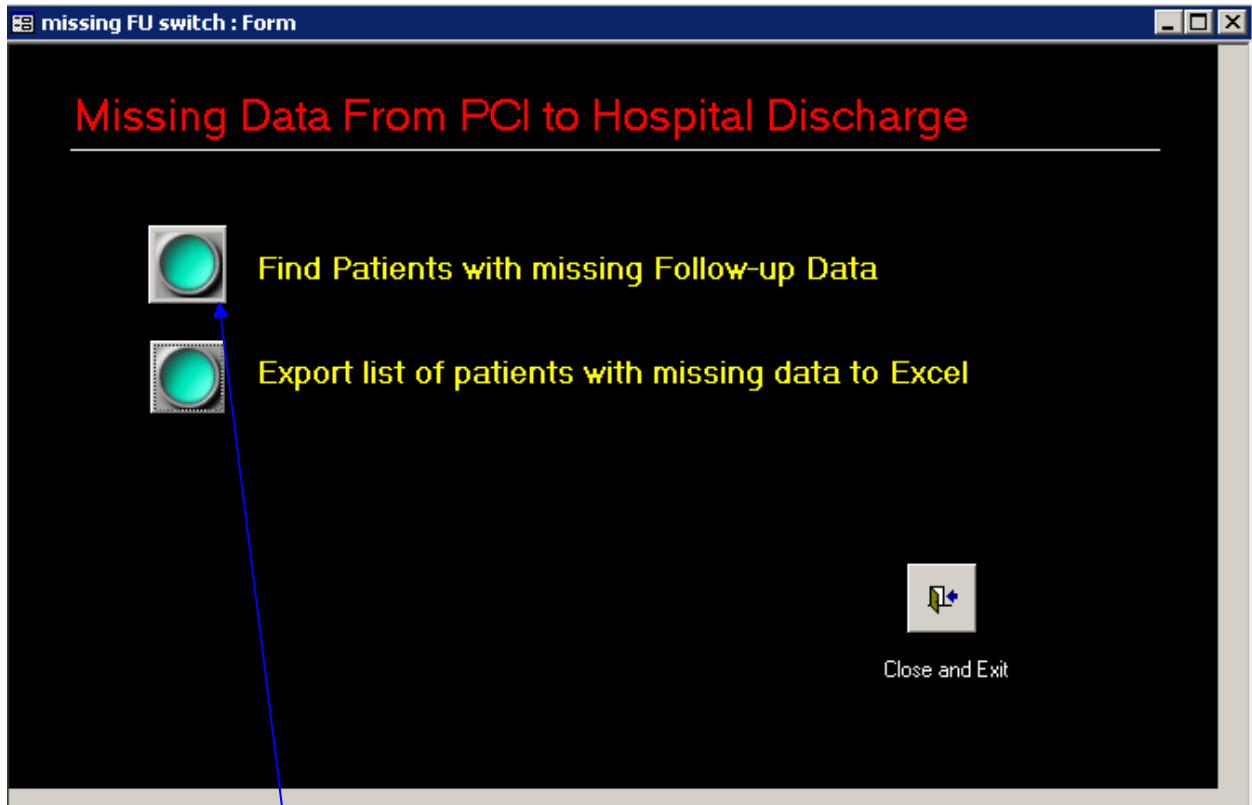 missing FU switch : Form
Missing Data From PCI to Hospital Discharge
Find Patients with missing Follow-up Data
Export list of patients with missing data to Excel
Close and Exit